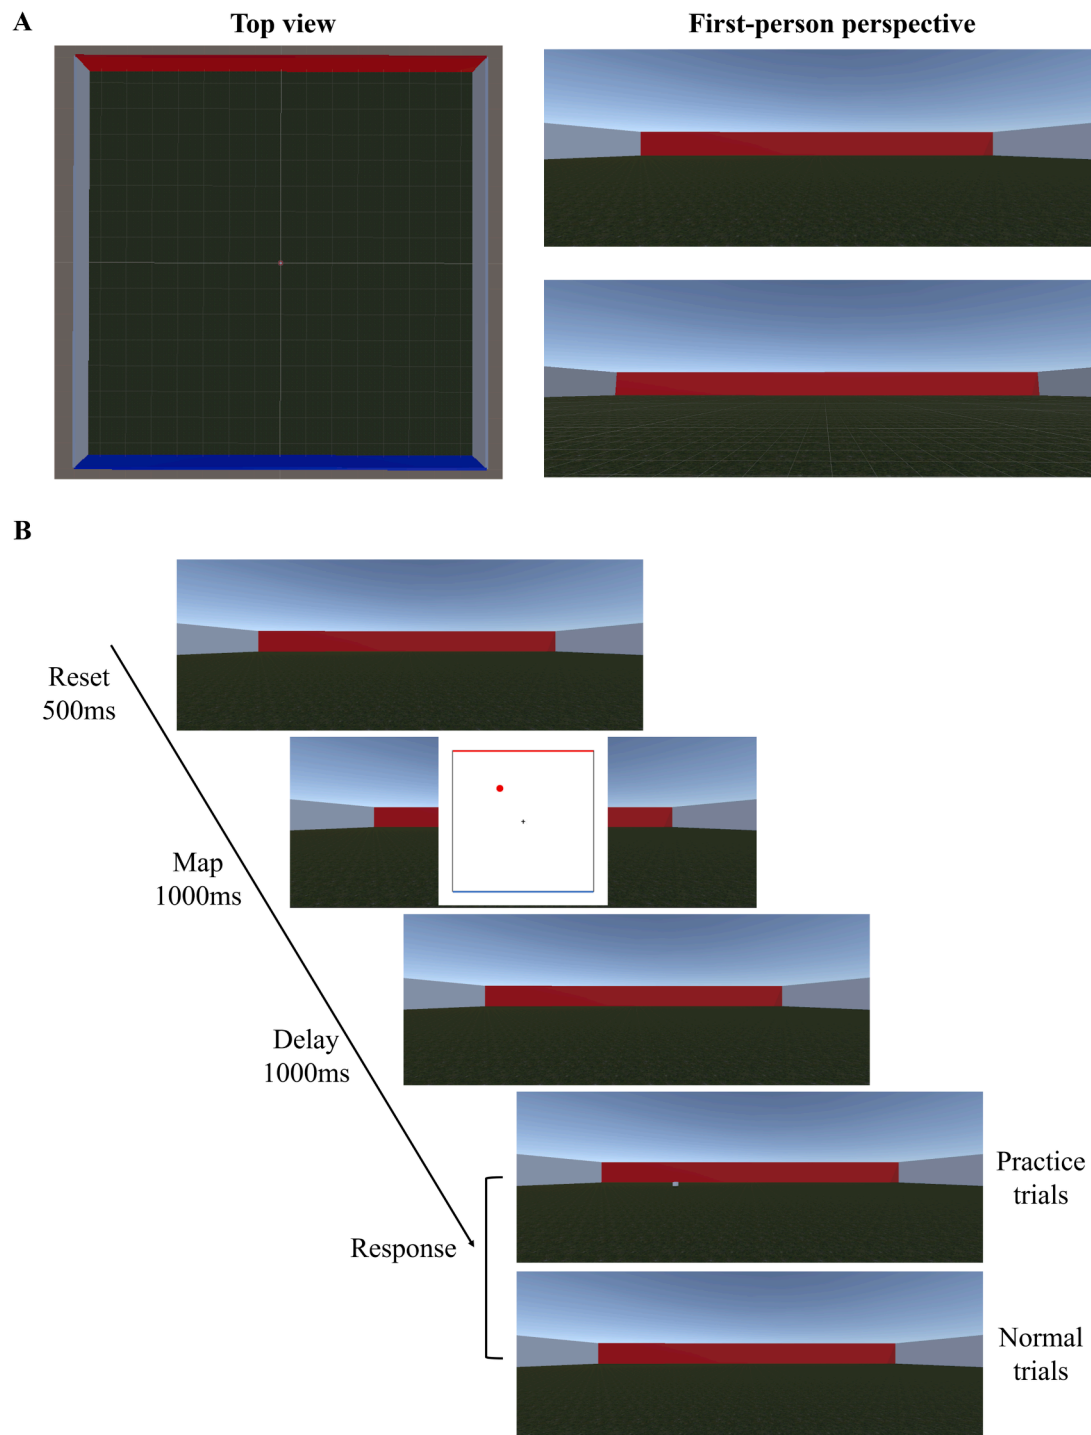 A
Top view
First-person perspective
B
Reset
500ms
Map
1000ms
Delay
1000ms
Response
Practice
trials
Normal
trials